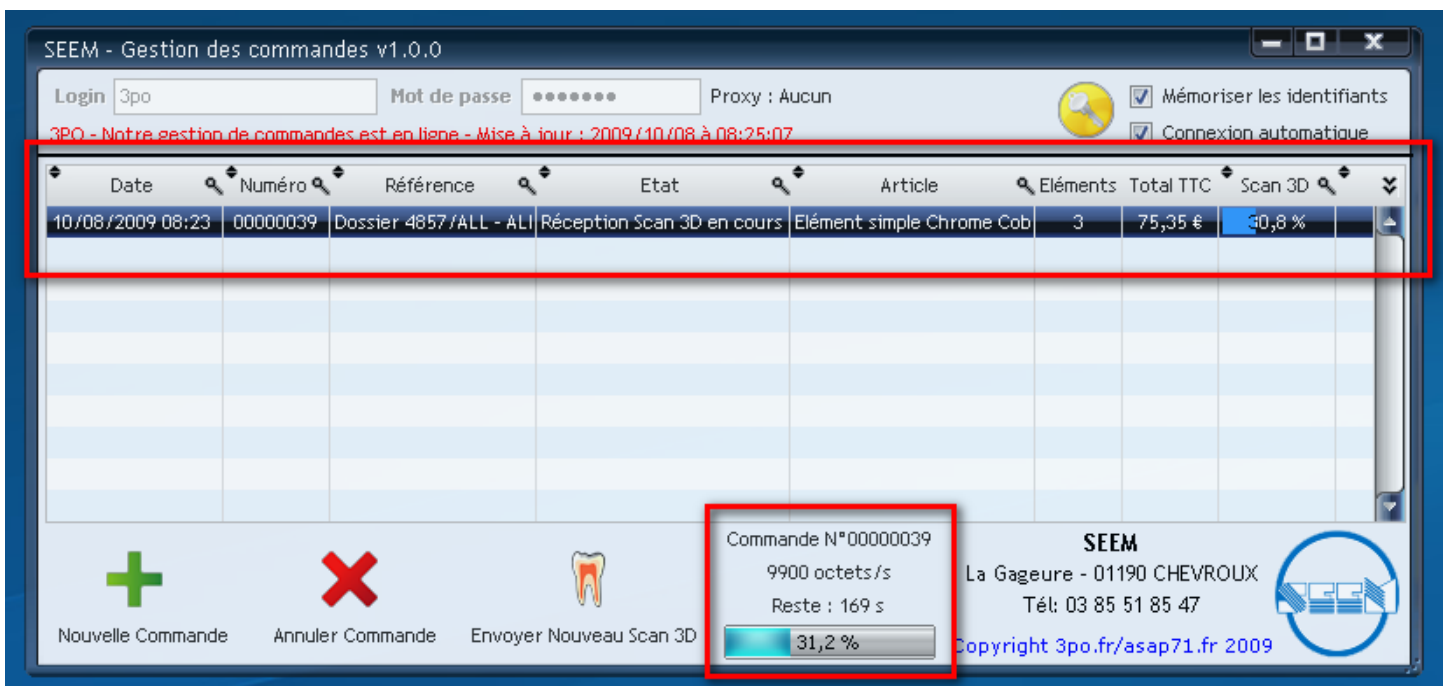 SEEM - Gestion des commandes v1.0.0
Login 3po Mot de passe ●●●●●●● Proxy : Aucun Mémoriser les identifiants
3PO - Notre gestion de commandes est en ligne - Mise à jour : 2009/10/08 à 08:25:07 Connexion automatique
Date Numéro Référence Etat Article Eléments Total TTC Scan 3D
10/08/2009 08:23 00000039 Dossier 4857/ALL - ALI Réception Scan 3D en cours Elément simple Chrome Cob 3 75,35 € 30,8 %
Commande N°00000039
9900 octets/s
Reste : 169 s
31,2 %
Nouvelle Commande
Annuler Commande
Envoyer Nouveau Scan 3D
SEEM
La Gageure - 01190 CHEVROUX
Tél: 03 85 51 85 47
Copyright 3po.fr/asap71.fr 2009
SEEM